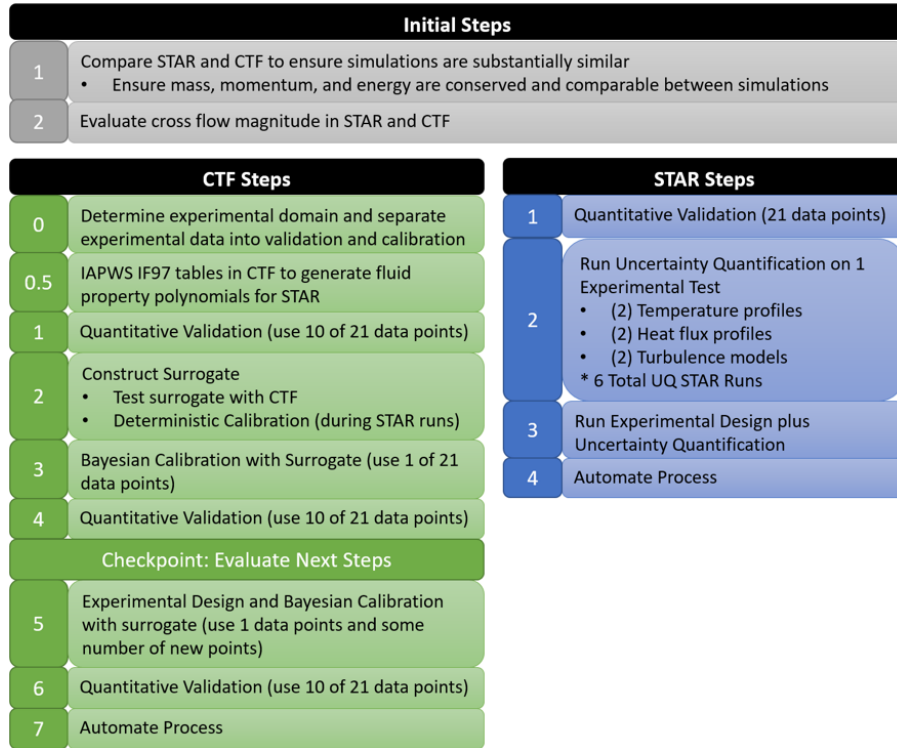 Initial Steps
1
Compare STAR and CTF to ensure simulations are substantially similar
• Ensure mass, momentum, and energy are conserved and comparable between simulations
2
Evaluate cross flow magnitude in STAR and CTF
CTF Steps
0
Determine experimental domain and separate
experimental data into validation and calibration
0.5
IAPWS IF97 tables in CTF to generate fluid
property polynomials for STAR
1
Quantitative Validation (use 10 of 21 data points)
2
Construct Surrogate
• Test surrogate with CTF
• Deterministic Calibration (during STAR runs)
3
Bayesian Calibration with Surrogate (use 1 of 21
data points)
4
Quantitative Validation (use 10 of 21 data points)
Checkpoint: Evaluate Next Steps
5
Experimental Design and Bayesian Calibration
with surrogate (use 1 data points and some
number of new points)
6
Quantitative Validation (use 10 of 21 data points)
7
Automate Process
STAR Steps
1
Quantitative Validation (21 data points)
2
Run Uncertainty Quantification on 1
Experimental Test
• (2) Temperature profiles
• (2) Heat flux profiles
• (2) Turbulence models
* 6 Total UQ STAR Runs
3
Run Experimental Design plus
Uncertainty Quantification
4
Automate Process